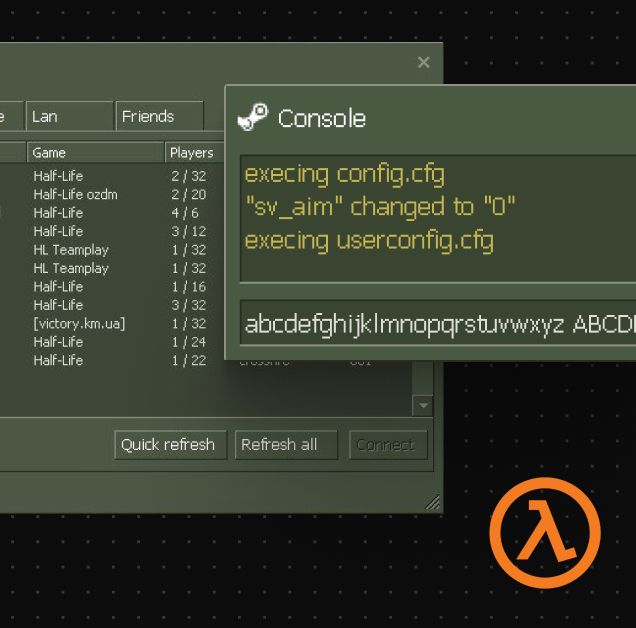 Lan Friends
Game Players
Half-Life 2 / 32
Half-Life ozdm 2 / 20
Half-Life 4 / 6
Half-Life 3 / 12
HL Teamplay 1 / 32
HL Teamplay 1 / 32
Half-Life 1 / 16
Half-Life 3 / 32
[victory.km.ua] 1 / 32
Half-Life 1 / 24
Half-Life 1 / 22
Quick refresh Refresh all Connect
Console
execing config.cfg
"sv_aim" changed to "0"
execing userconfig.cfg
abcdefghijklmnopqrstuvwxyz ABCD